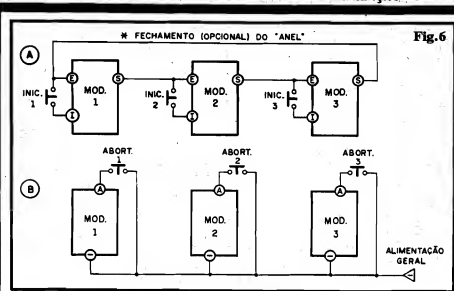 * FECHAMENTO (OPCIONAL) DO "ANEL"
Fig.6
A
E
S
E
S
E
S
INIC. 1
MOD. 1
INIC. 2
MOD. 2
INIC. 3
MOD. 3
I
I
I
B
ABORT. 1
ABORT. 2
ABORT. 3
A
A
A
MOD. 1
MOD. 2
MOD. 3
ALIMENTAÇÃO
GERAL
−
−
−
−